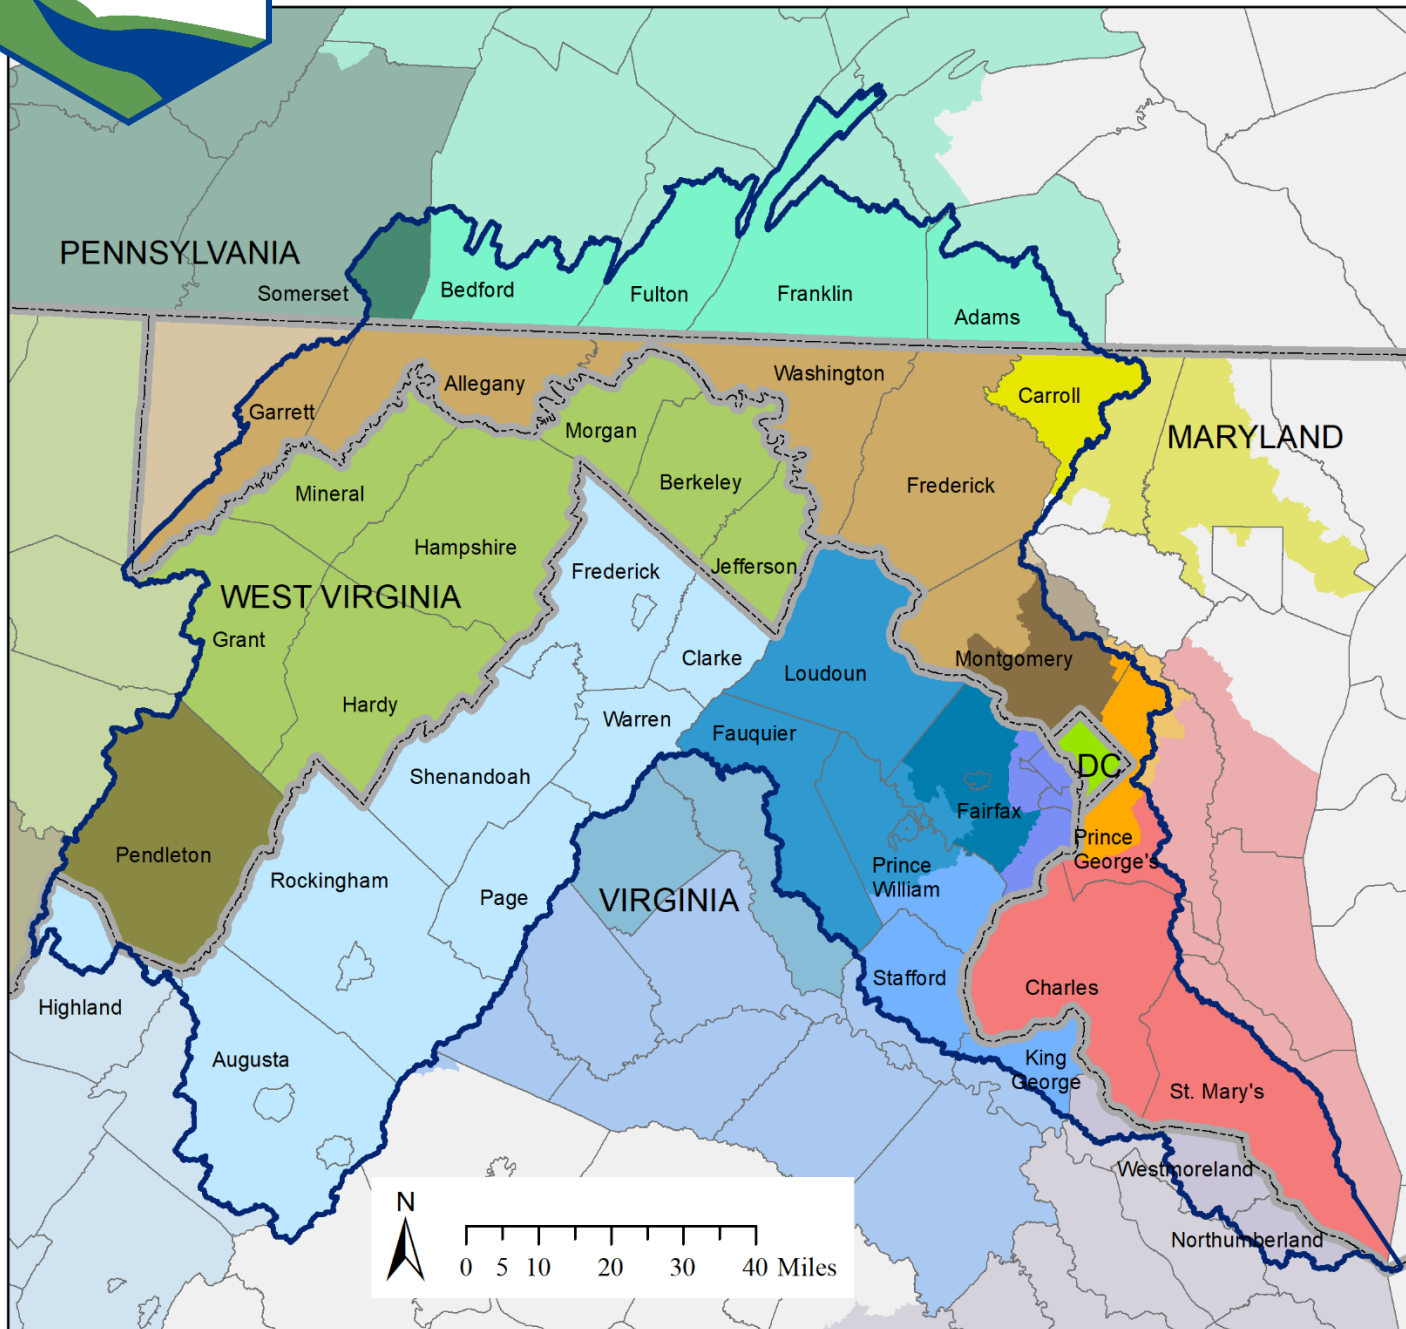 PENNSYLVANIA
Somerset
Bedford
Fulton
Franklin
Adams
Garrett
Allegany
Washington
Carroll
MARYLAND
Morgan
Mineral
Berkeley
Frederick
Hampshire
Jefferson
Frederick
WEST VIRGINIA
Grant
Clarke
Montgomery
Loudoun
Hardy
Warren
Fauquier
Shenandoah
DC
Fairfax
Pendleton
Prince
George's
Prince
William
Rockingham
Page
VIRGINIA
Stafford
Charles
Highland
Augusta
King
George
St. Mary's
Westmoreland
Northumberland
N
0 5 10 20 30 40 Miles